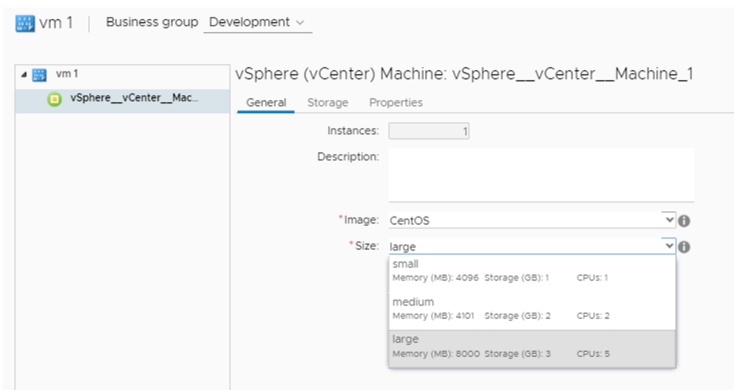 vm 1 Business group Development
vm 1
vSphere__vCenter__Mac...
vSphere (vCenter) Machine: vSphere__vCenter__Machine_1
General Storage Properties
Instances: 1
Description:
*Image: CentOS
*Size: large
small
Memory (MB): 4096 Storage (GB): 1 CPUs: 1
medium
Memory (MB): 4101 Storage (GB): 2 CPUs: 2
large
Memory (MB): 8000 Storage (GB): 3 CPUs: 5